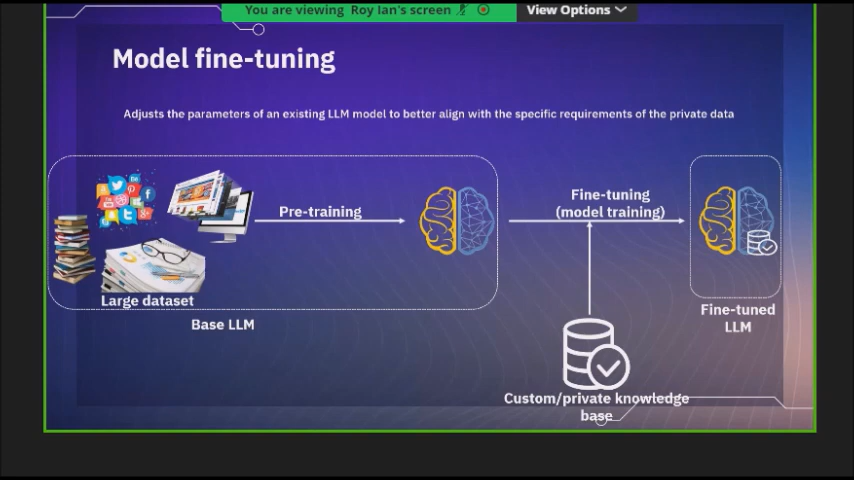 You are viewing Roy Ian's screen
View Options
Model fine-tuning
Adjusts the parameters of an existing LLM model to better align with the specific requirements of the private data
Pre-training
Fine-tuning
(model training)
Large dataset
Base LLM
Fine-tuned
LLM
Custom/private knowledge
base